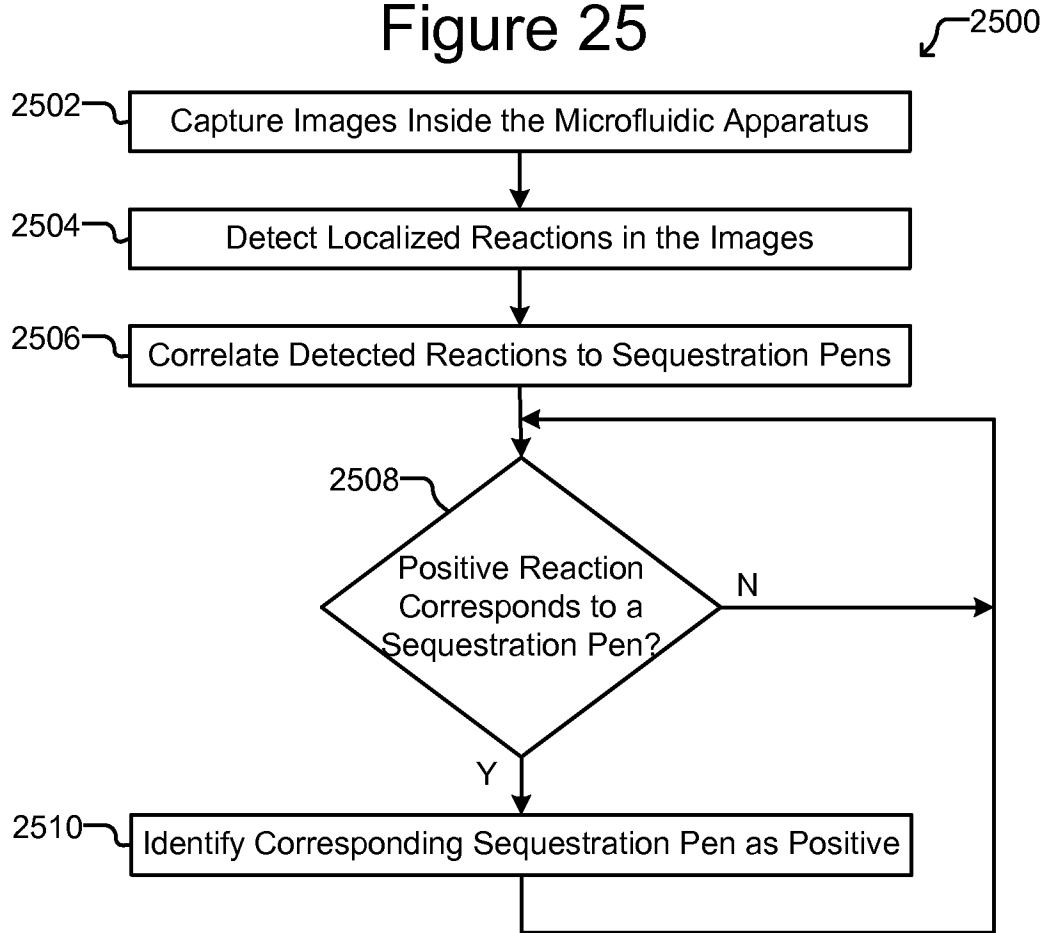 Figure 25
2500
2502
Capture Images Inside the Microfluidic Apparatus
2504
Detect Localized Reactions in the Images
2506
Correlate Detected Reactions to Sequestration Pens
2508
Positive Reaction
Corresponds to a
Sequestration Pen?
N
Y
2510
Identify Corresponding Sequestration Pen as Positive